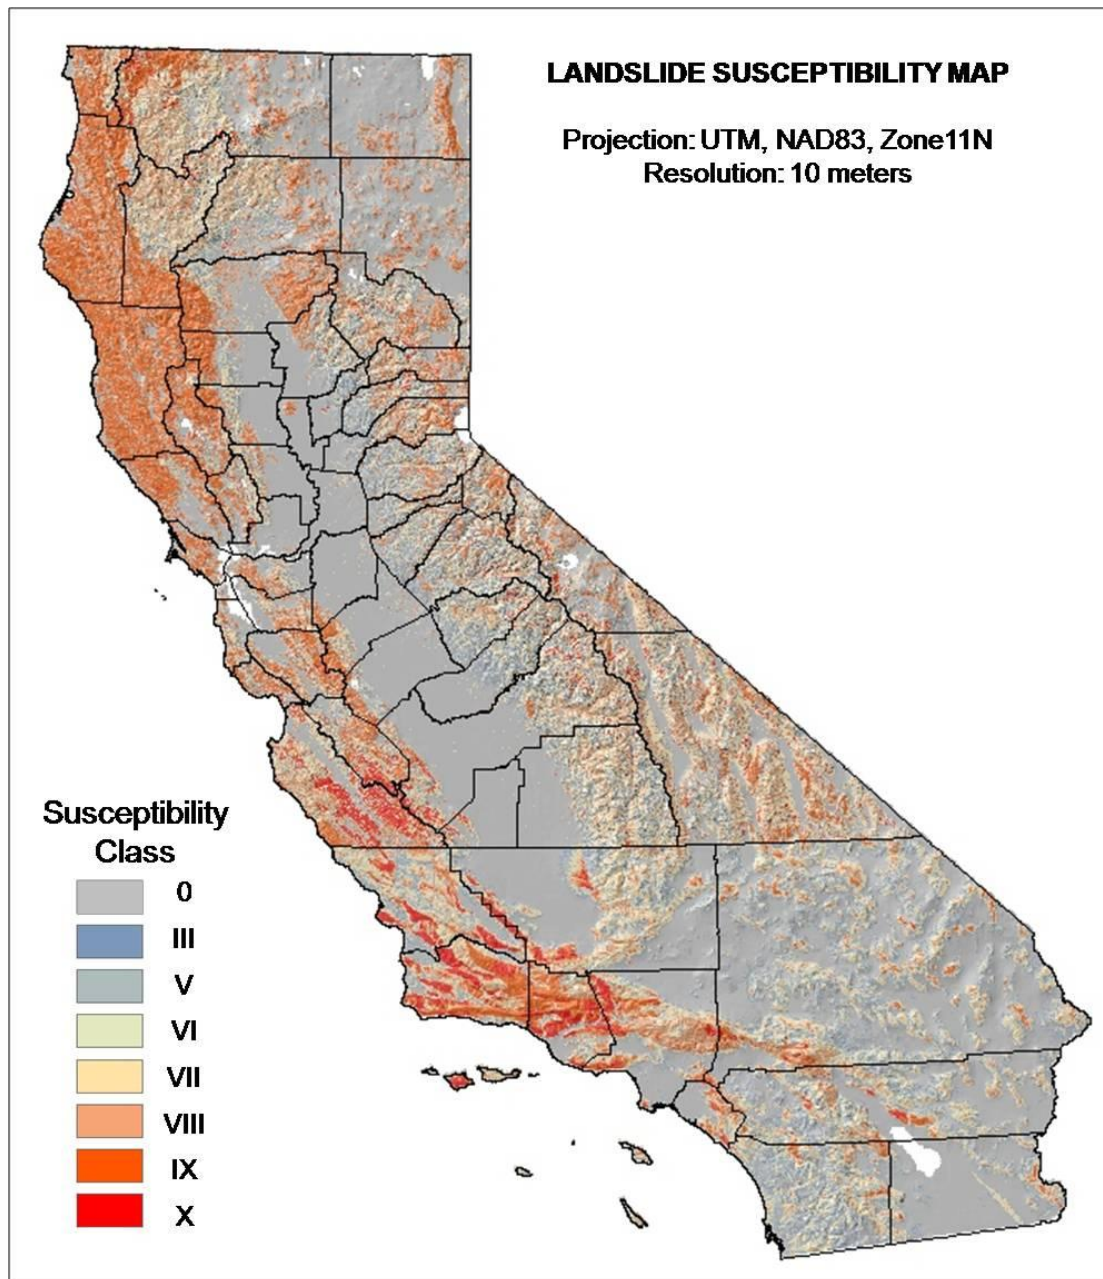 LANDSLIDE SUSCEPTIBILITY MAP
Projection: UTM, NAD83, Zone11N
Resolution: 10 meters
Susceptibility
Class
0
III
V
VI
VII
VIII
IX
X